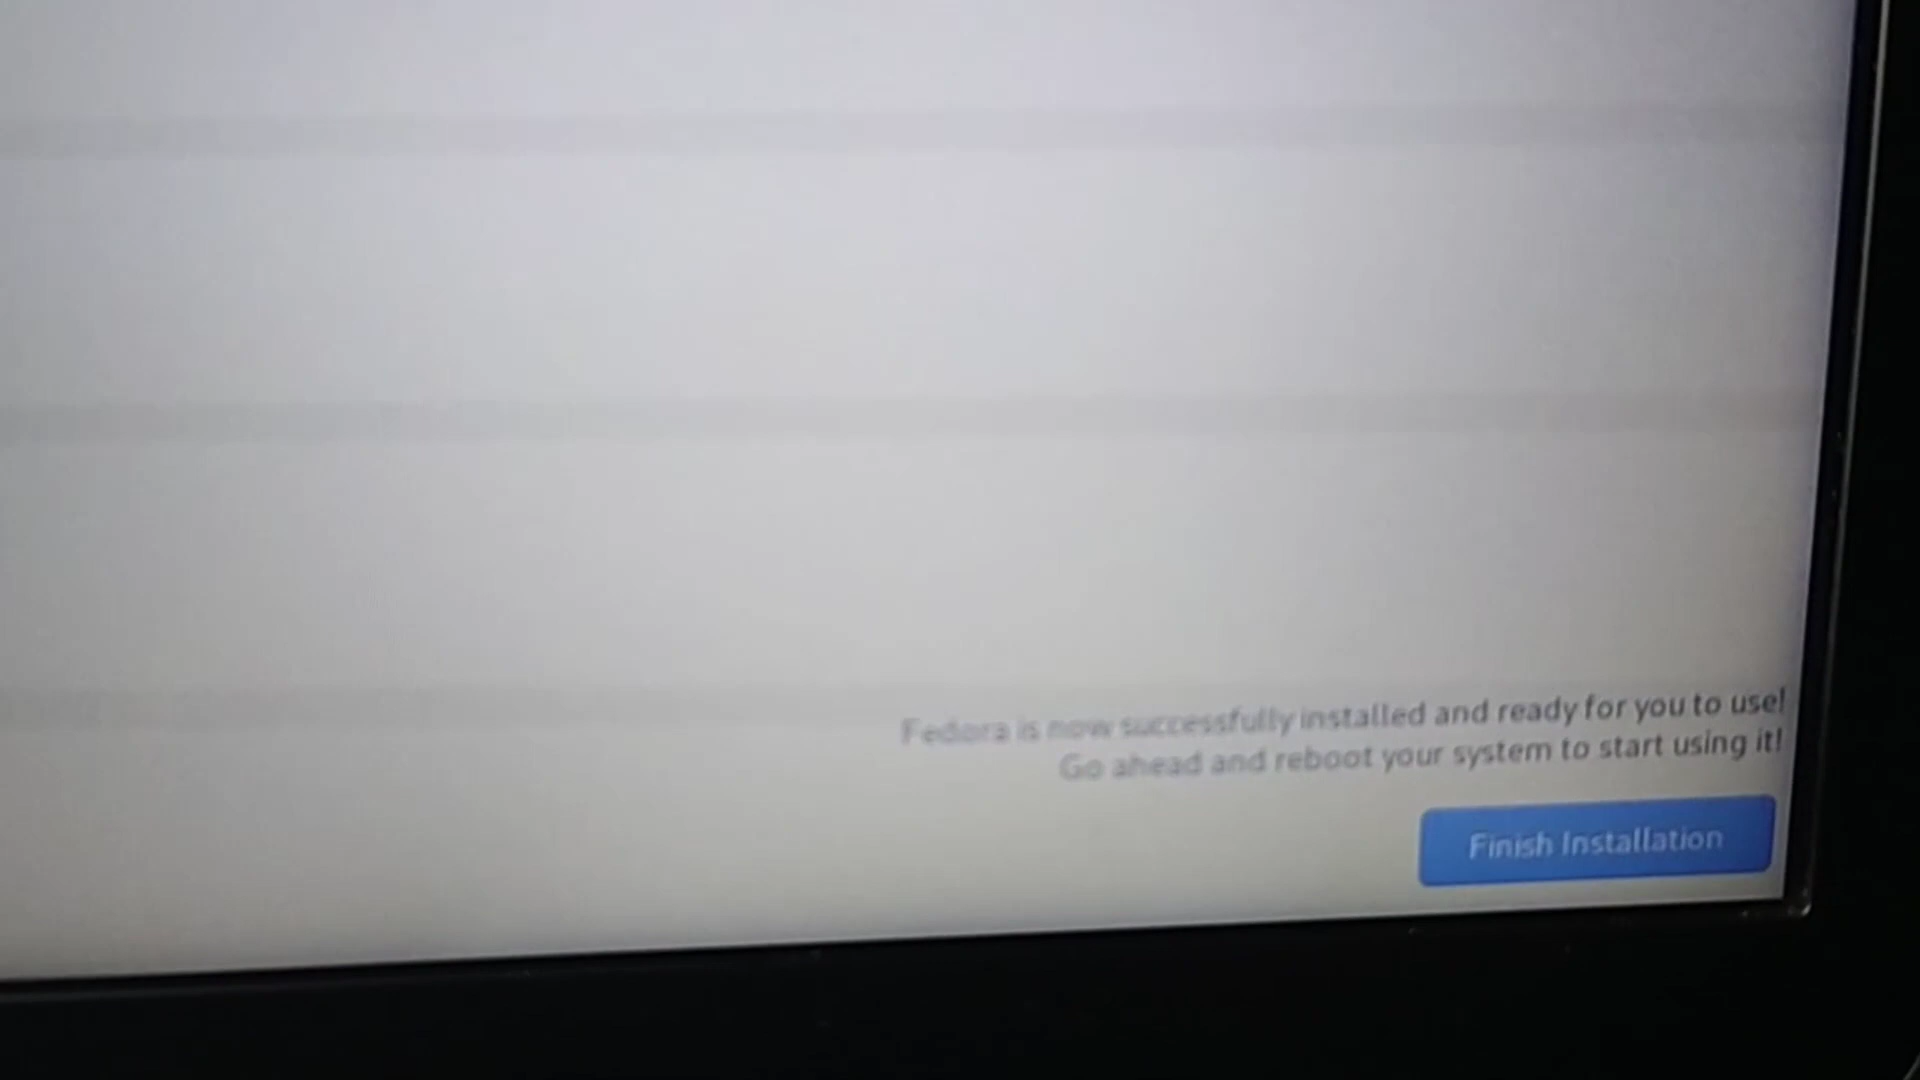 Fedora is now successfully installed and ready for you to use!
Go ahead and reboot your system to start using it!
Finish Installation